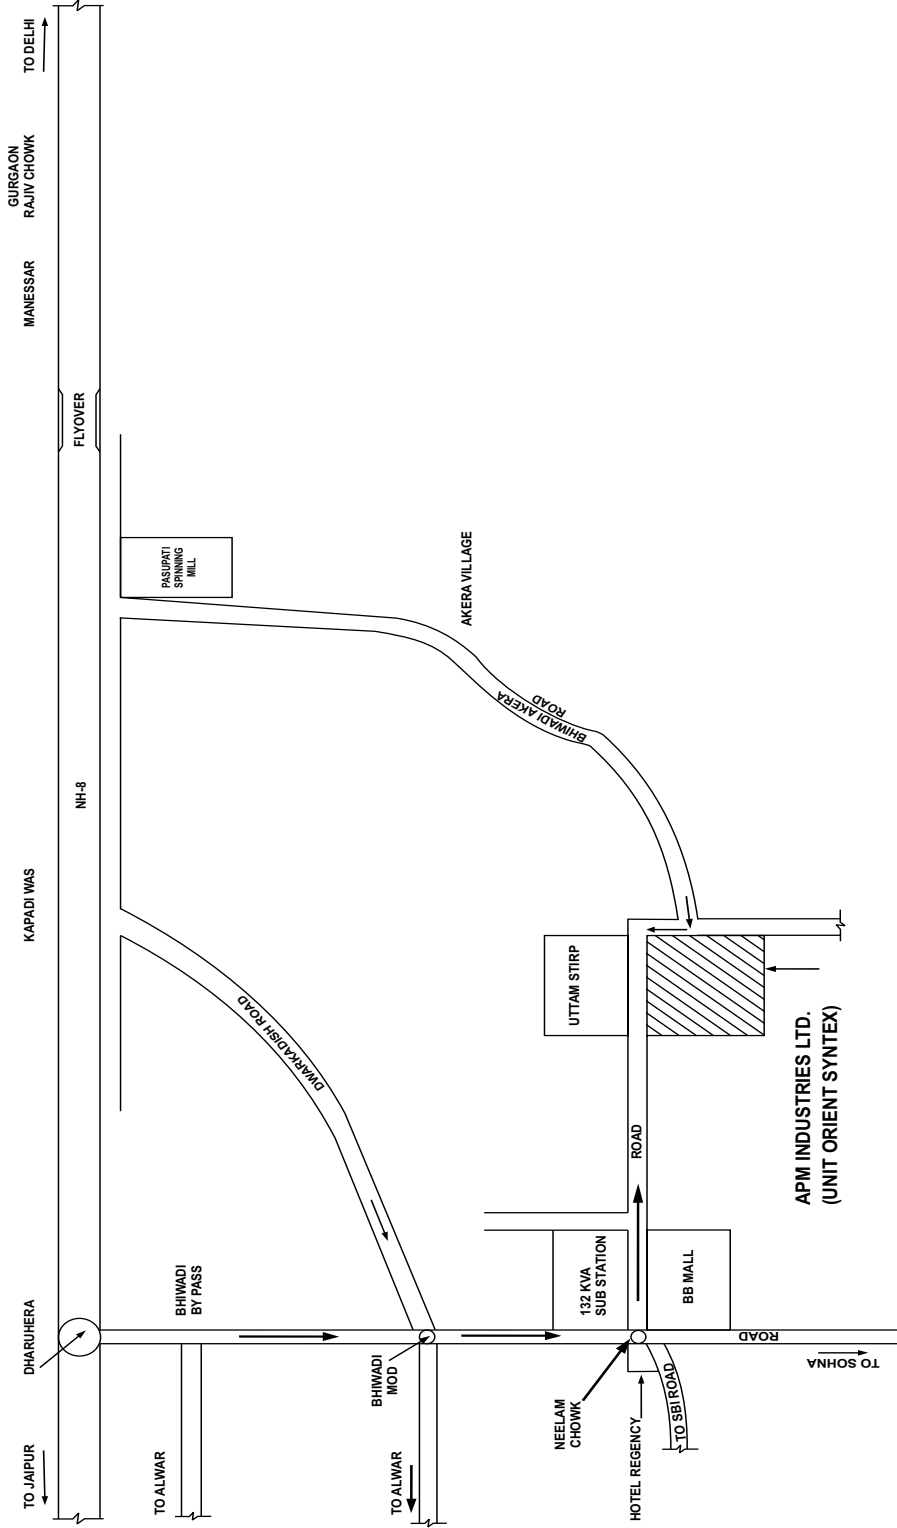 TO JAIPUR
DHARUHERA
KAPADI WAS
MANESSAR
GURGAON
RAJIV CHOWK
TO DELHI
NH-8
FLYOVER
TO ALWAR
BHIWADI
BY PASS
PASUPATI
SPINNING
MILL
DWARKADISH ROAD
TO ALWAR
BHIWADI
MOD
AKERA VILLAGE
BHIWADI AKERA
ROAD
NEELAM
CHOWK
132 KVA
SUB STATION
UTTAM STIRP
HOTEL REGENCY
ROAD
TO SBI ROAD
BB MALL
ROAD
TO SOHNA
APM INDUSTRIES LTD.
(UNIT ORIENT SYNTEX)